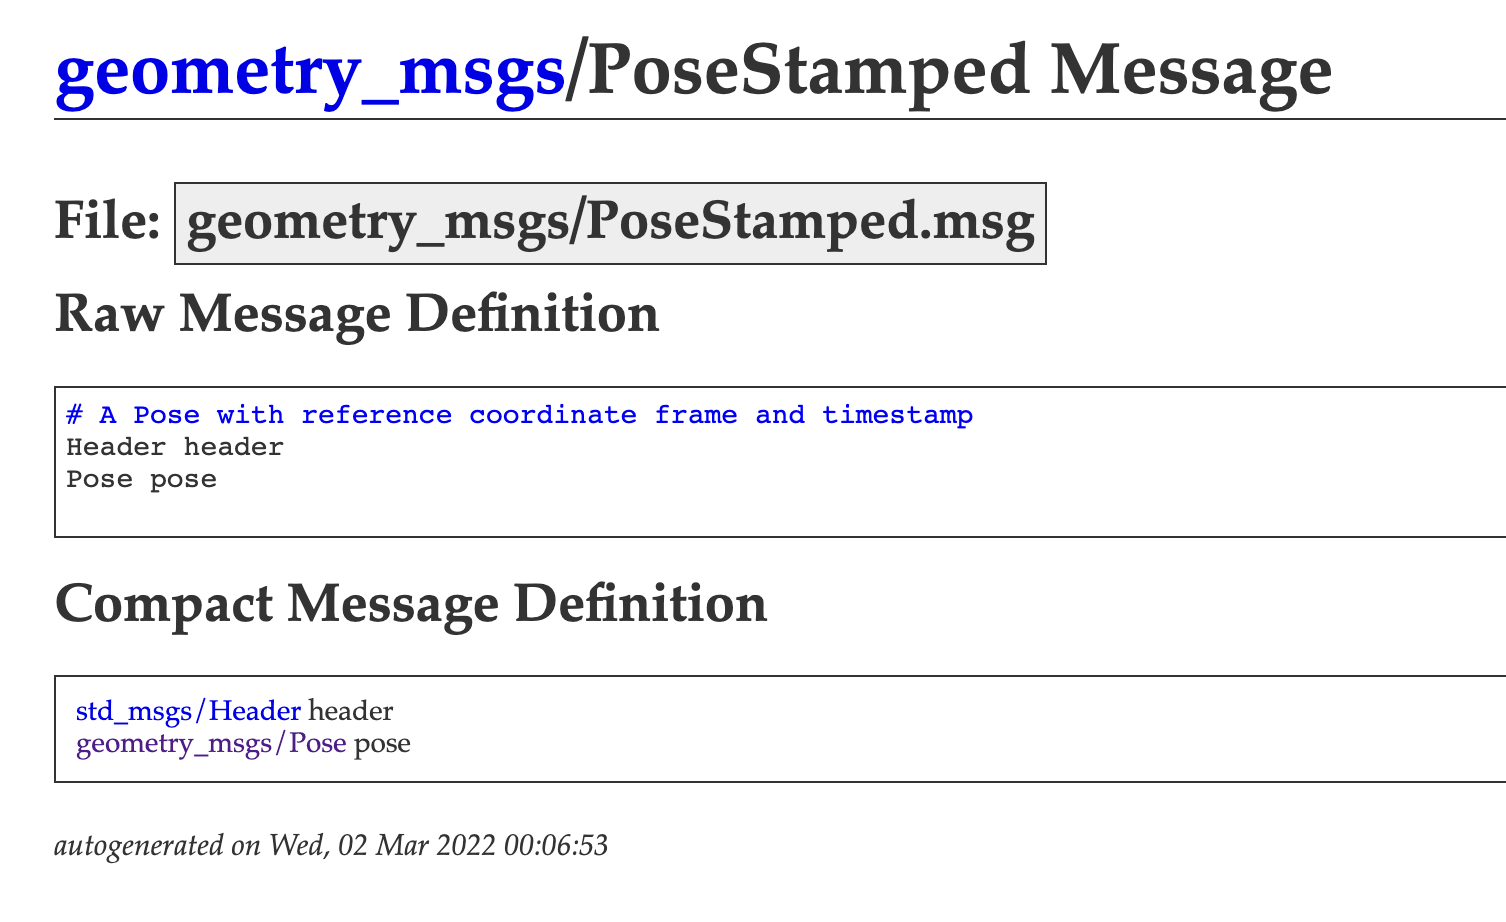 geometry_msgs/PoseStamped Message
File: geometry_msgs/PoseStamped.msg
Raw Message Definition
# A Pose with reference coordinate frame and timestamp
Header header
Pose pose
Compact Message Definition
std_msgs/Header header
geometry_msgs/Pose pose
autogenerated on Wed, 02 Mar 2022 00:06:53